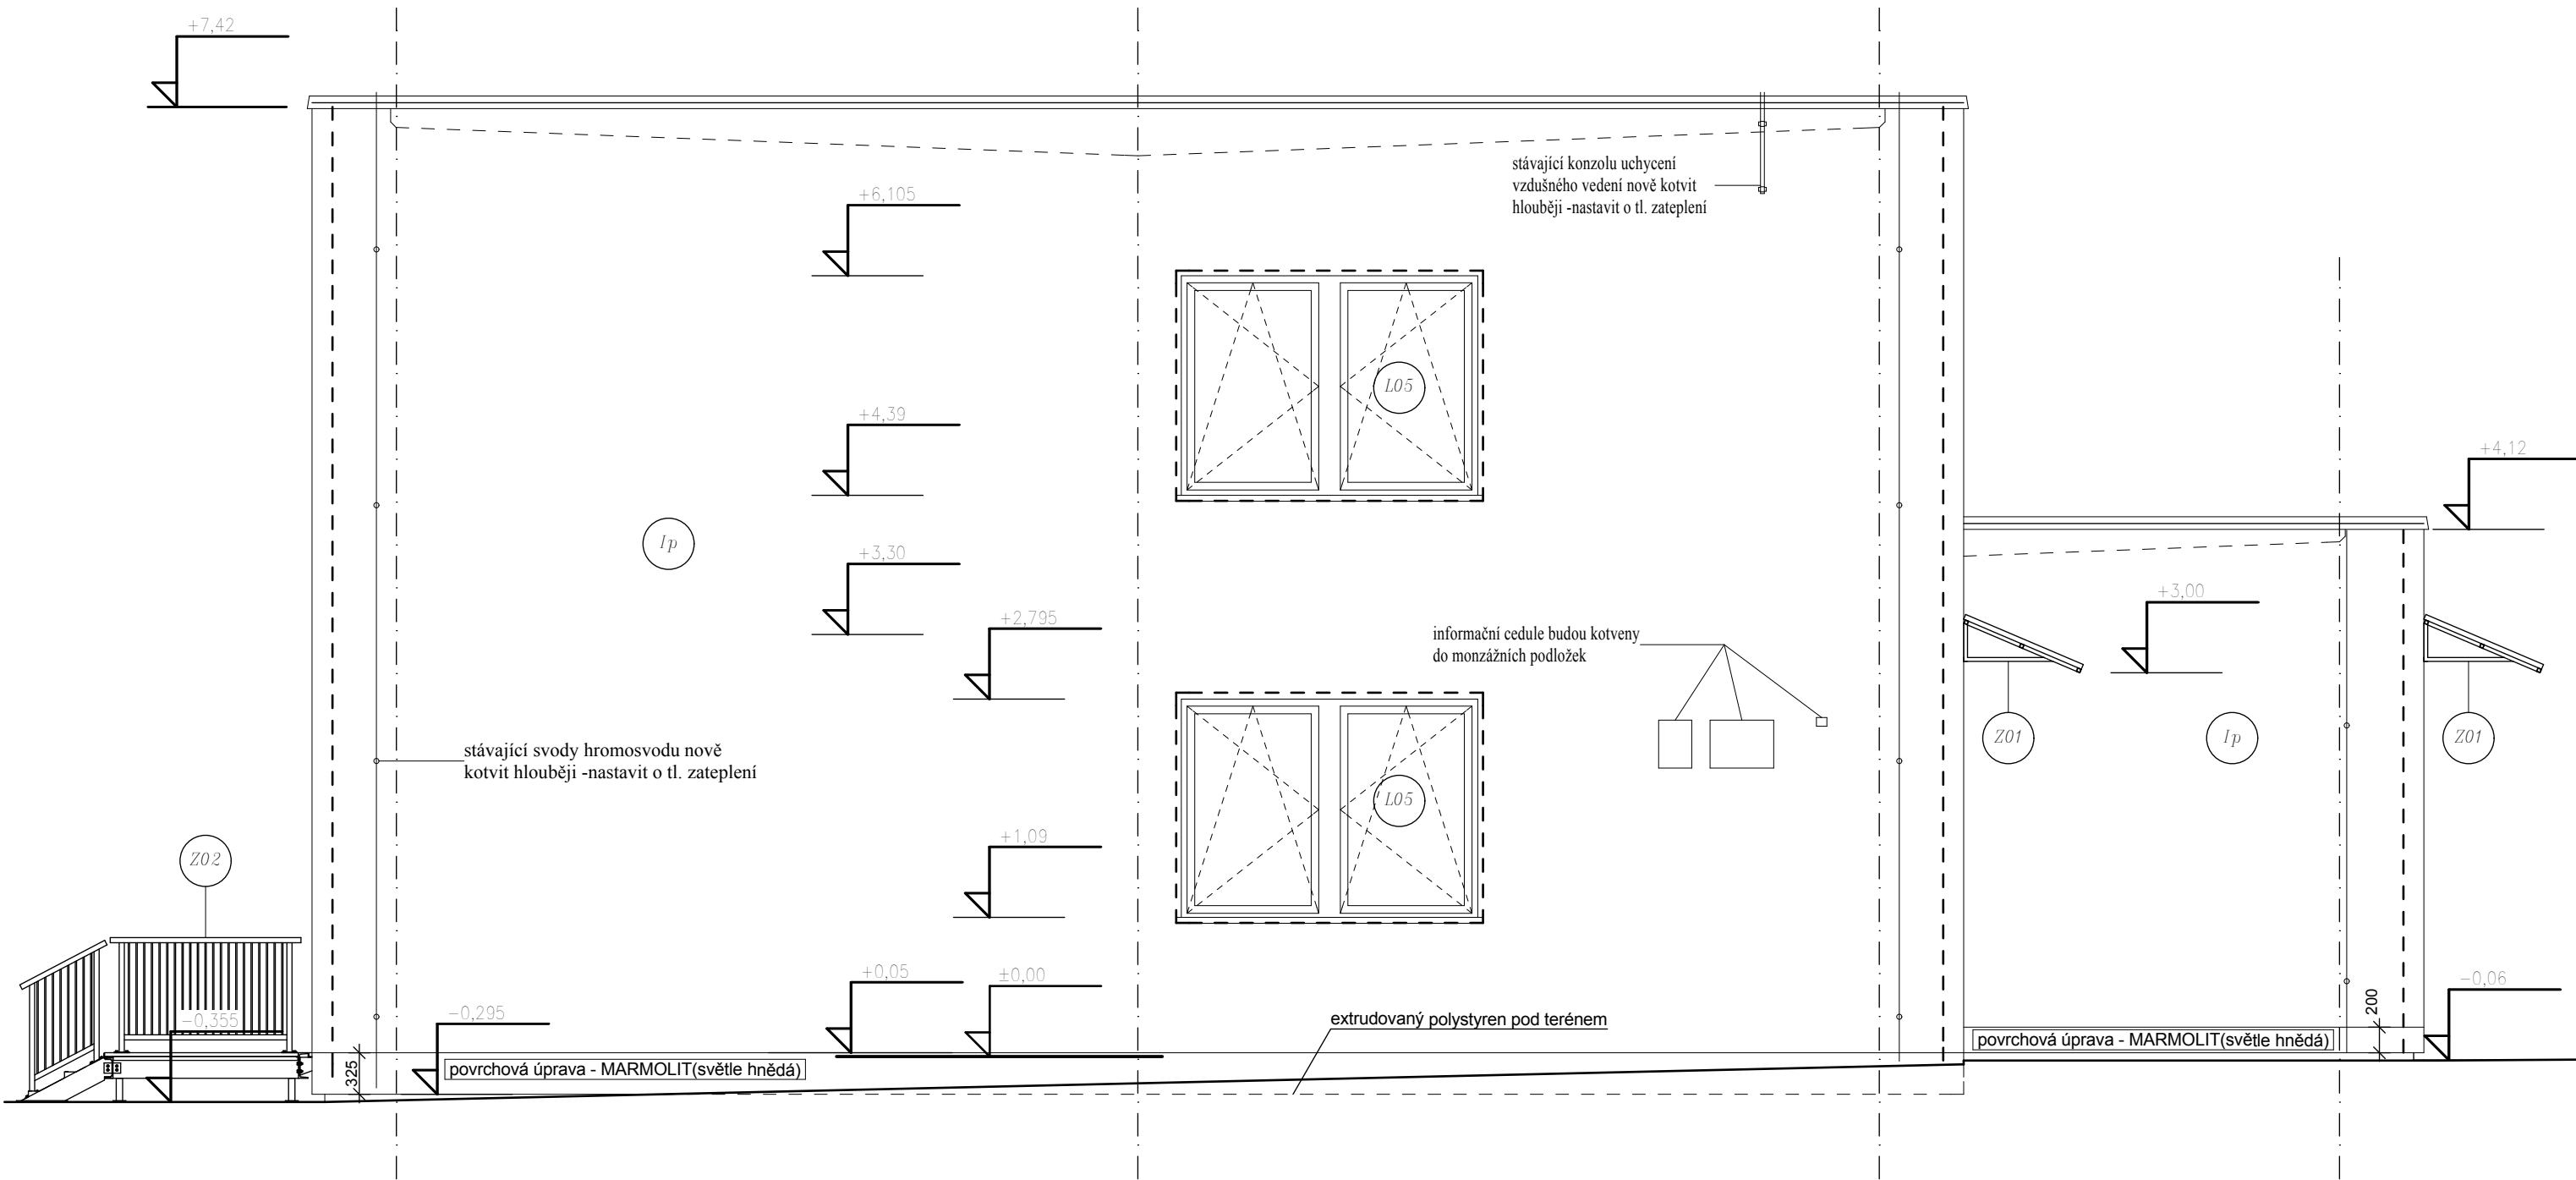 +7,42
stávající konzolu uchycení
vzdušného vedení nově kotvit
hlouběji -nastavit o tl. zateplení
+6,105
L05
+4,39
+4,12
Ip
+3,30
+3,00
+2,795
informační cedule budou kotveny
do monzážních podložek
Z01
Ip
Z01
stávající svody hromosvodu nově
kotvit hlouběji -nastavit o tl. zateplení
L05
+1,09
Z02
+0,05
±0,00
-0,06
-0,355
-0,295
extrudovaný polystyren pod terénem
200
povrchová úprava - MARMOLIT(světle hnědá)
325
povrchová úprava - MARMOLIT(světle hnědá)